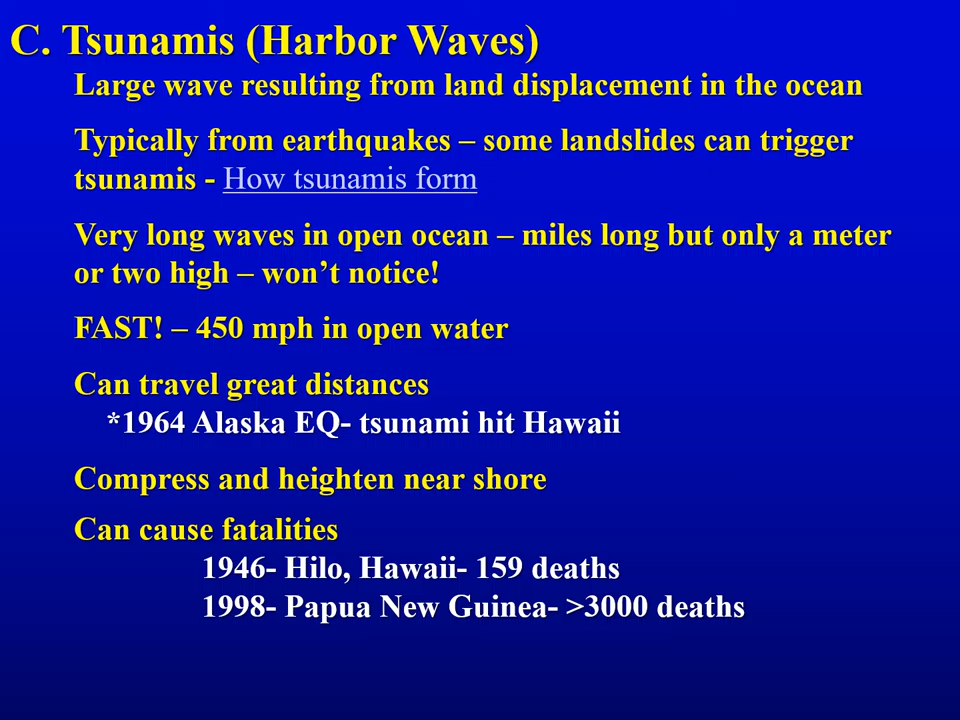 C. Tsunamis (Harbor Waves)
Large wave resulting from land displacement in the ocean
Typically from earthquakes – some landslides can trigger
tsunamis - How tsunamis form
Very long waves in open ocean – miles long but only a meter
or two high – won’t notice!
FAST! – 450 mph in open water
Can travel great distances
*1964 Alaska EQ- tsunami hit Hawaii
Compress and heighten near shore
Can cause fatalities
1946- Hilo, Hawaii- 159 deaths
1998- Papua New Guinea- >3000 deaths